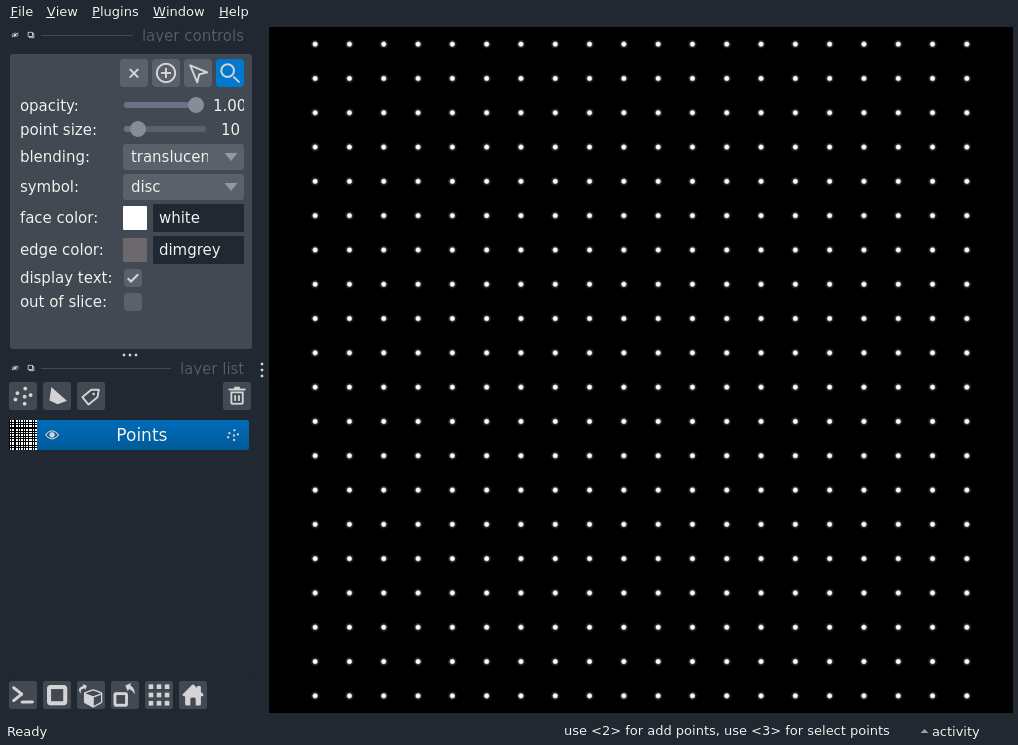 File View Plugins Window Help
layer controls
opacity: 1.00
point size: 10
blending: translucen
symbol: disc
face color: white
edge color: dimgrey
display text:
out of slice:
layer list
Points
Ready
use <2> for add points, use <3> for select points
activity